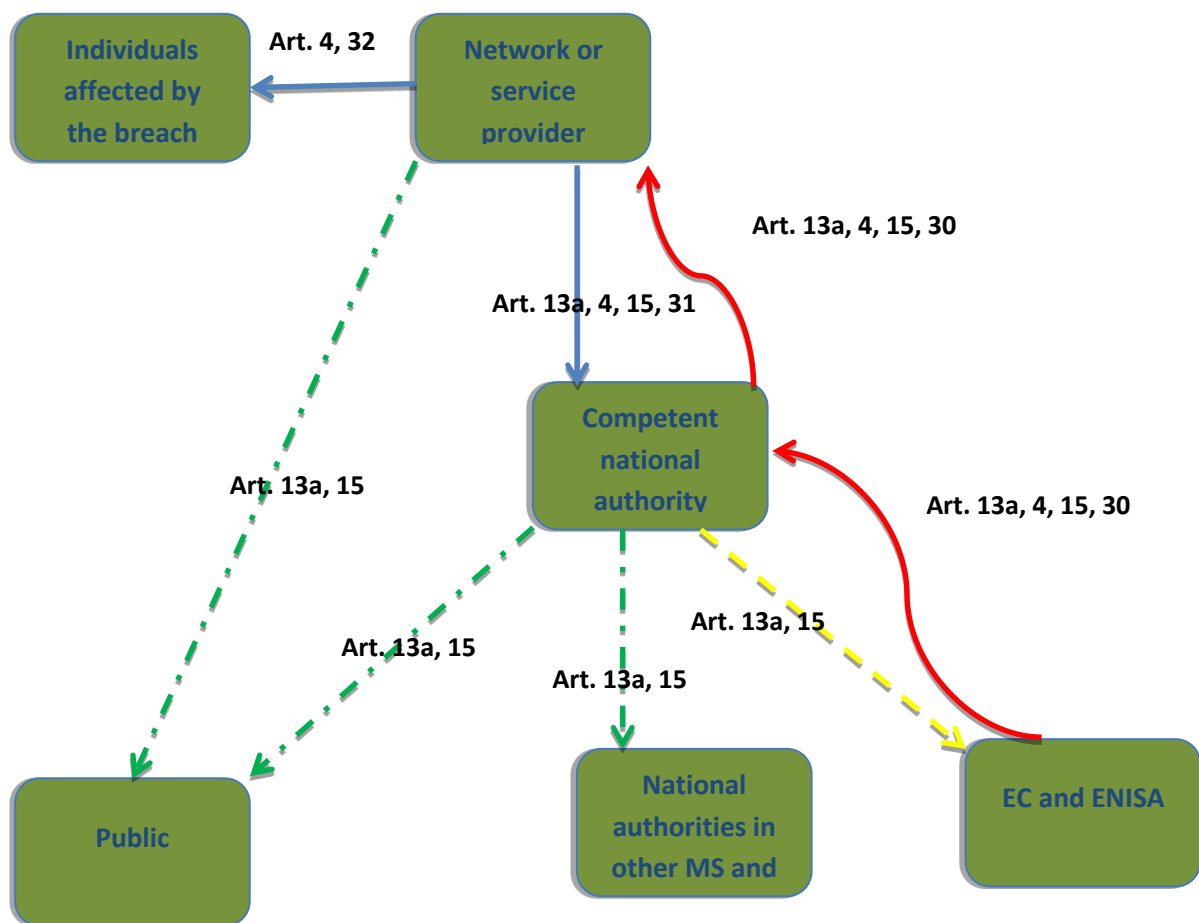 Individuals
affected by
the breach
Art. 4, 32
Network or
service
provider
Art. 13a, 4, 15, 30
Art. 13a, 4, 15, 31
Competent
national
authority
Art. 13a, 15
Art. 13a, 4, 15, 30
Art. 13a, 15
Art. 13a, 15
Art. 13a, 15
Public
National
authorities in
other MS and
EC and ENISA